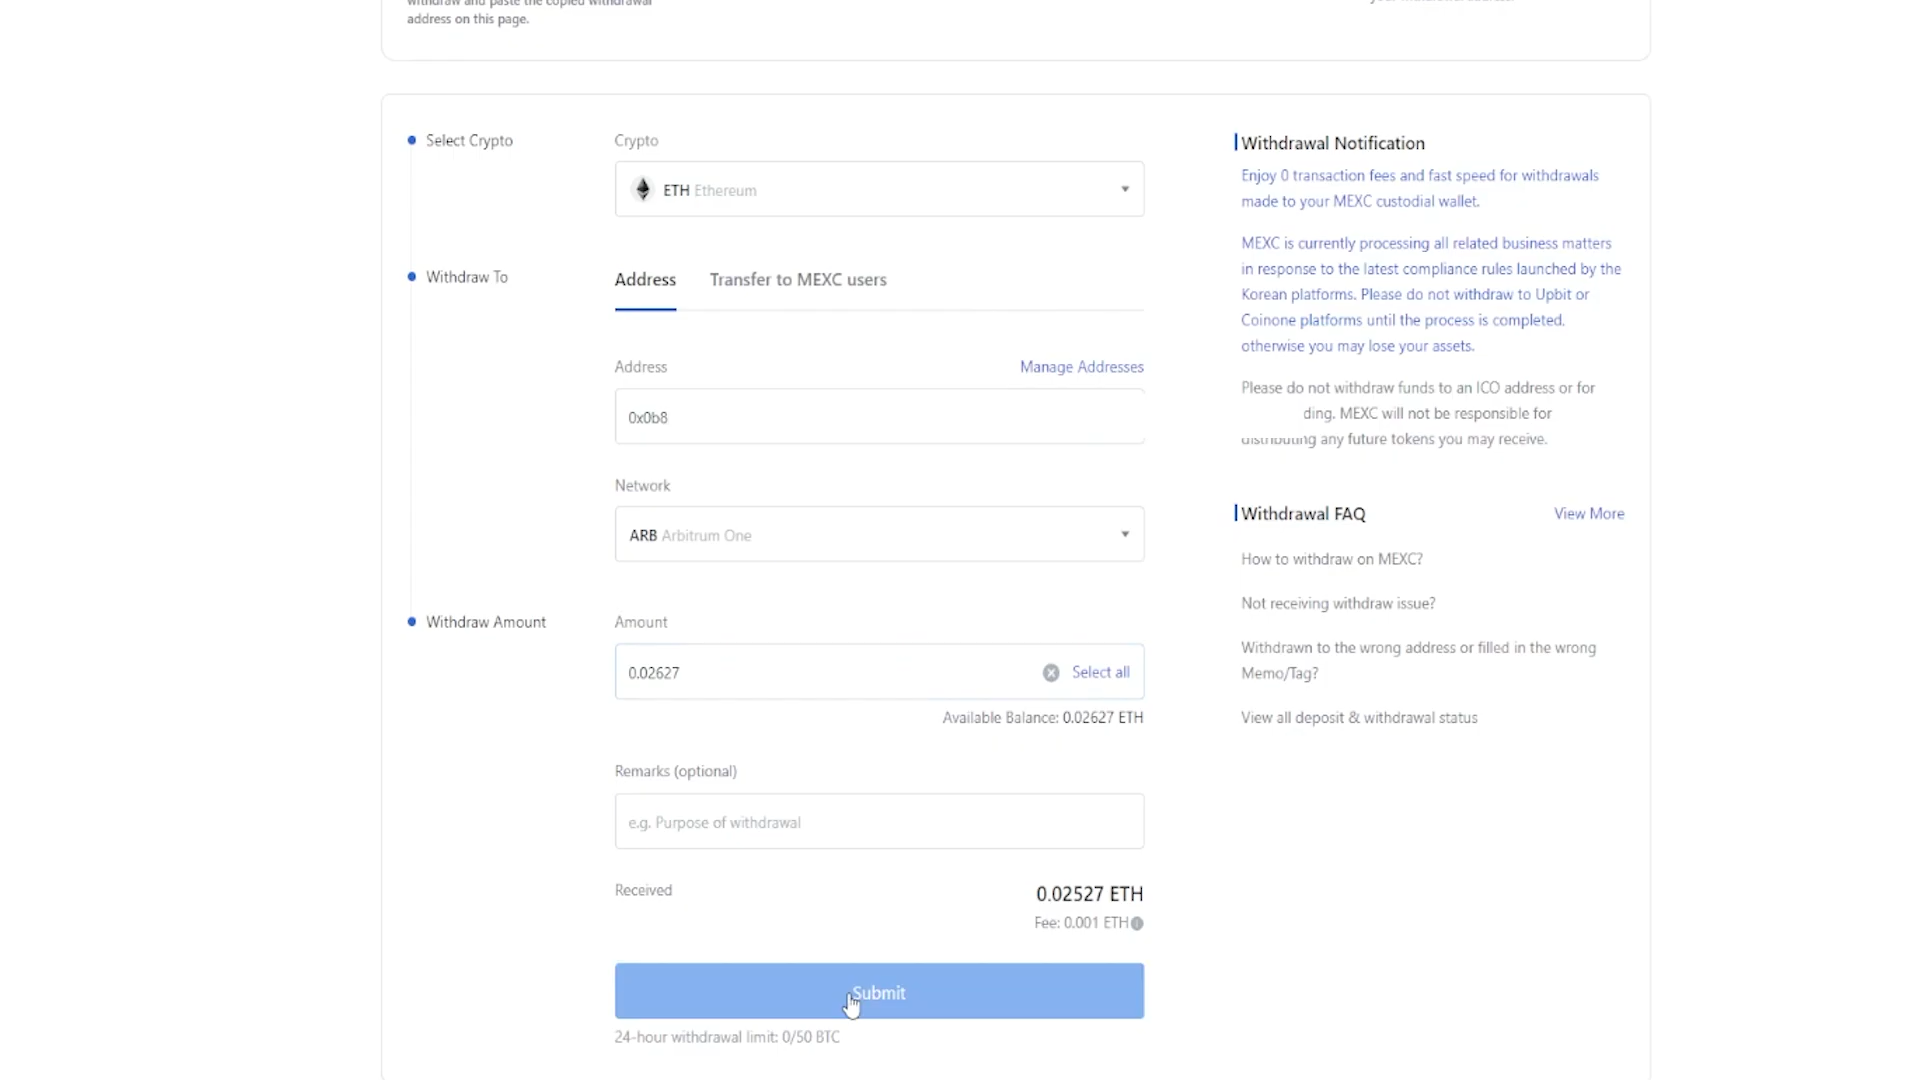 withdraw and paste the copied withdrawal
address on this page.
Select Crypto
Crypto
ETH Ethereum
Withdraw To
Address Transfer to MEXC users
Address Manage Addresses
0x0b8
Network
ARB Arbitrum One
Withdraw Amount
Amount
0.02627 Select all
Available Balance: 0.02627 ETH
Remarks (optional)
e.g. Purpose of withdrawal
Received 0.02527 ETH
Fee: 0.001 ETH
Submit
24-hour withdrawal limit: 0/50 BTC
Withdrawal Notification
Enjoy 0 transaction fees and fast speed for withdrawals
made to your MEXC custodial wallet.
MEXC is currently processing all related business matters
in response to the latest compliance rules launched by the
Korean platforms. Please do not withdraw to Upbit or
Coinone platforms until the process is completed,
otherwise you may lose your assets.
Please do not withdraw funds to an ICO address or for
ding. MEXC will not be responsible for
distributing any future tokens you may receive.
Withdrawal FAQ View More
How to withdraw on MEXC?
Not receiving withdraw issue?
Withdrawn to the wrong address or filled in the wrong
Memo/Tag?
View all deposit & withdrawal status